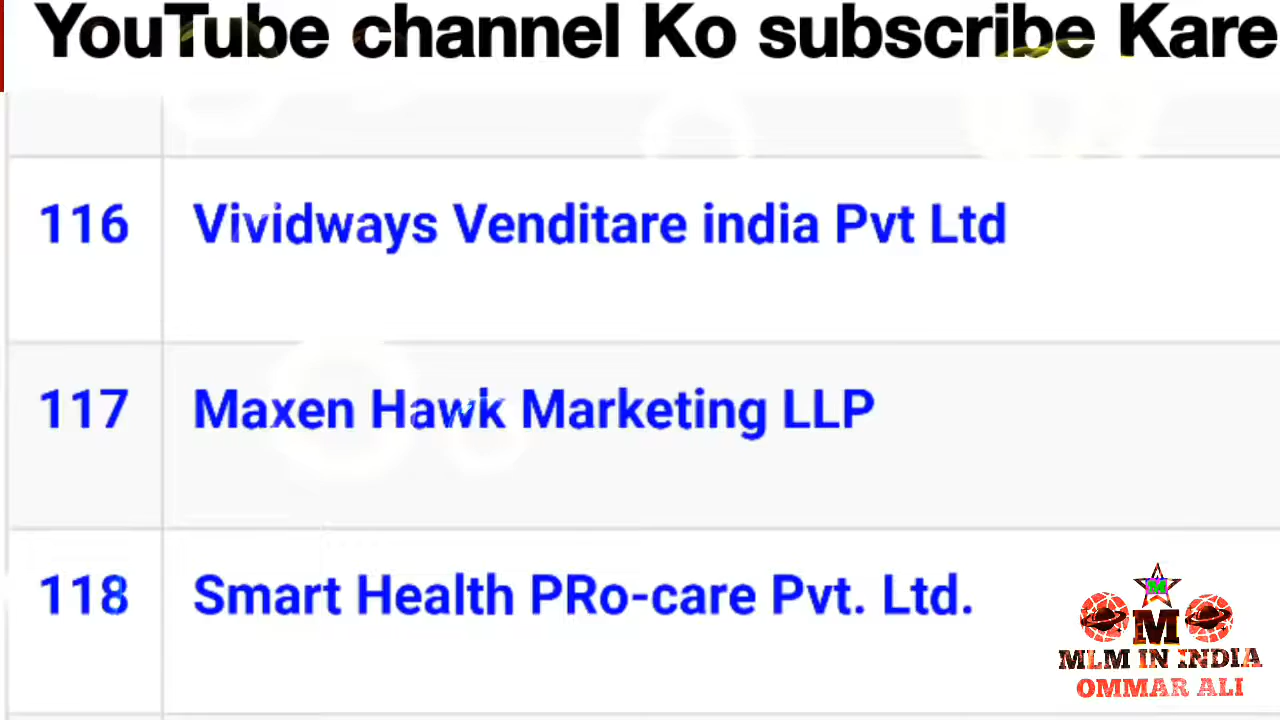 YouTube channel Ko subscribe Kare
116 Vividways Venditare india Pvt Ltd
117 Maxen Hawk Marketing LLP
118 Smart Health PRo-care Pvt. Ltd.
M
M
MLM IN INDIA
OMMAR ALI